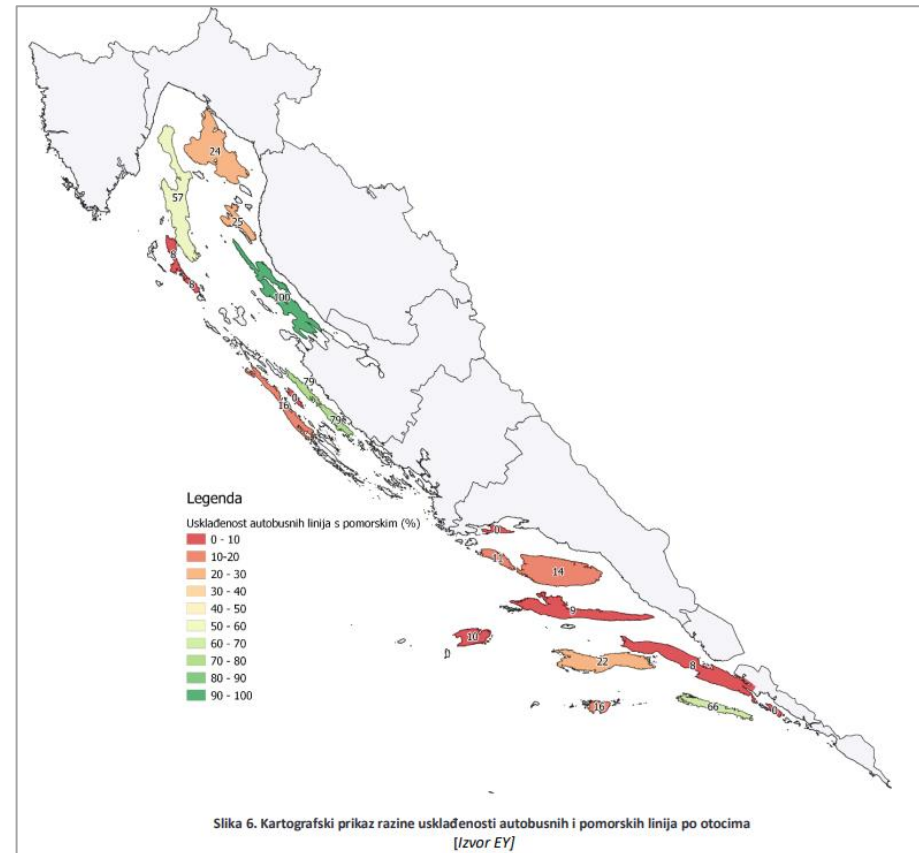 24
57
25
8
8
100
79
0
16
79
Legenda
Usklađenost autobusnih linija s pomorskim (%)
0 - 10
10-20
20 - 30
30 - 40
40 - 50
50 - 60
60 - 70
70 - 80
80 - 90
90 - 100
0
11
14
9
10
22
8
16
66
0
Slika 6. Kartografski prikaz razine usklađenosti autobusnih i pomorskih linija po otocima
[Izvor EY]